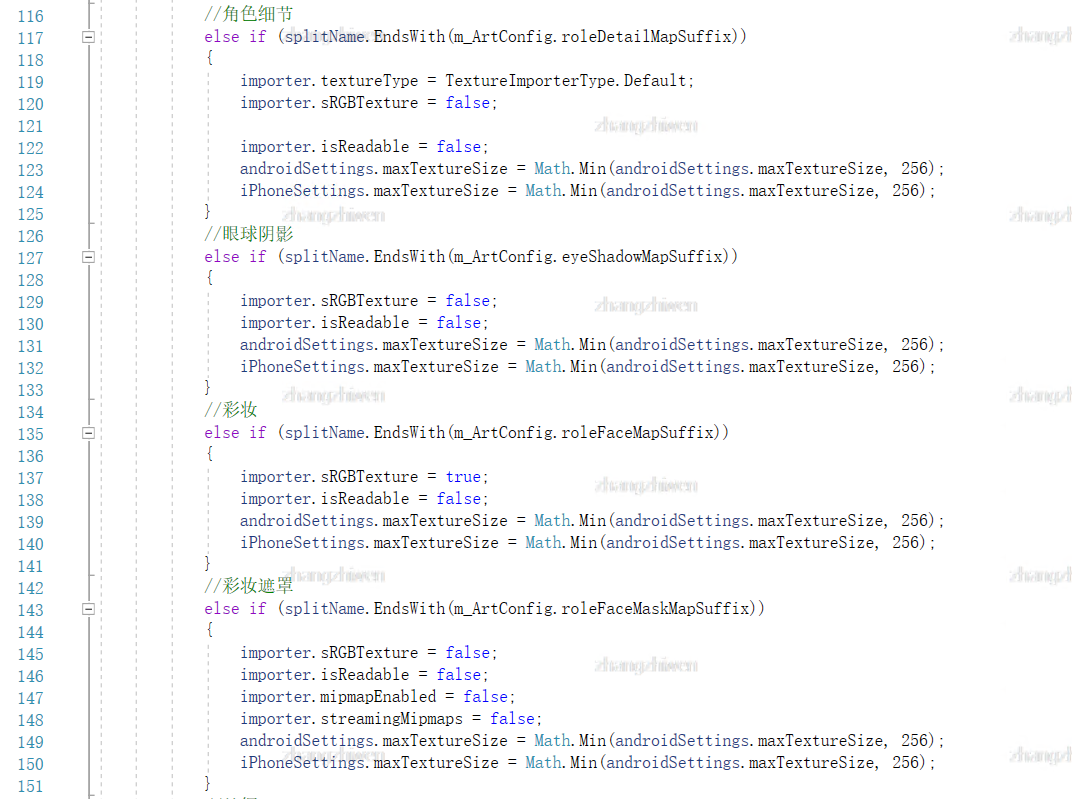 116 //角色细节
117 else if (splitName.EndsWith(m_ArtConfig.roleDetailMapSuffix))
118 {
119 importer.textureType = TextureImporterType.Default;
120 importer.sRGBTexture = false;
121
122 importer.isReadable = false;
123 androidSettings.maxTextureSize = Math.Min(androidSettings.maxTextureSize, 256);
124 iPhoneSettings.maxTextureSize = Math.Min(androidSettings.maxTextureSize, 256);
125 }
126 //眼球阴影
127 else if (splitName.EndsWith(m_ArtConfig.eyeShadowMapSuffix))
128 {
129 importer.sRGBTexture = false;
130 importer.isReadable = false;
131 androidSettings.maxTextureSize = Math.Min(androidSettings.maxTextureSize, 256);
132 iPhoneSettings.maxTextureSize = Math.Min(androidSettings.maxTextureSize, 256);
133 }
134 //彩妆
135 else if (splitName.EndsWith(m_ArtConfig.roleFaceMapSuffix))
136 {
137 importer.sRGBTexture = true;
138 importer.isReadable = false;
139 androidSettings.maxTextureSize = Math.Min(androidSettings.maxTextureSize, 256);
140 iPhoneSettings.maxTextureSize = Math.Min(androidSettings.maxTextureSize, 256);
141 }
142 //彩妆遮罩
143 else if (splitName.EndsWith(m_ArtConfig.roleFaceMaskMapSuffix))
144 {
145 importer.sRGBTexture = false;
146 importer.isReadable = false;
147 importer.mipmapEnabled = false;
148 importer.streamingMipmaps = false;
149 androidSettings.maxTextureSize = Math.Min(androidSettings.maxTextureSize, 256);
150 iPhoneSettings.maxTextureSize = Math.Min(androidSettings.maxTextureSize, 256);
151 }